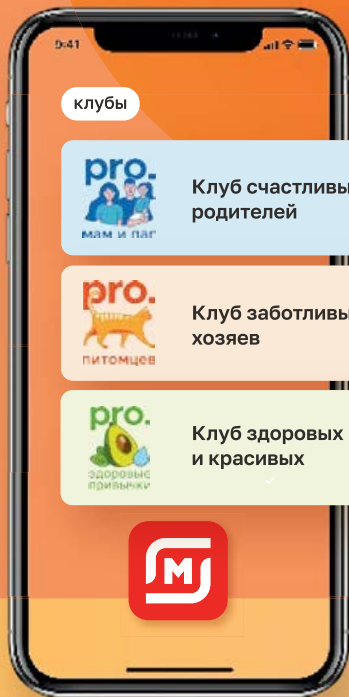 9:41
клубы
pro.
мам и пап
Клуб счастливы
родителей
pro.
питомцев
Клуб заботливы
хозяев
pro.
здоровые
привычки
Клуб здоровых
и красивых
М